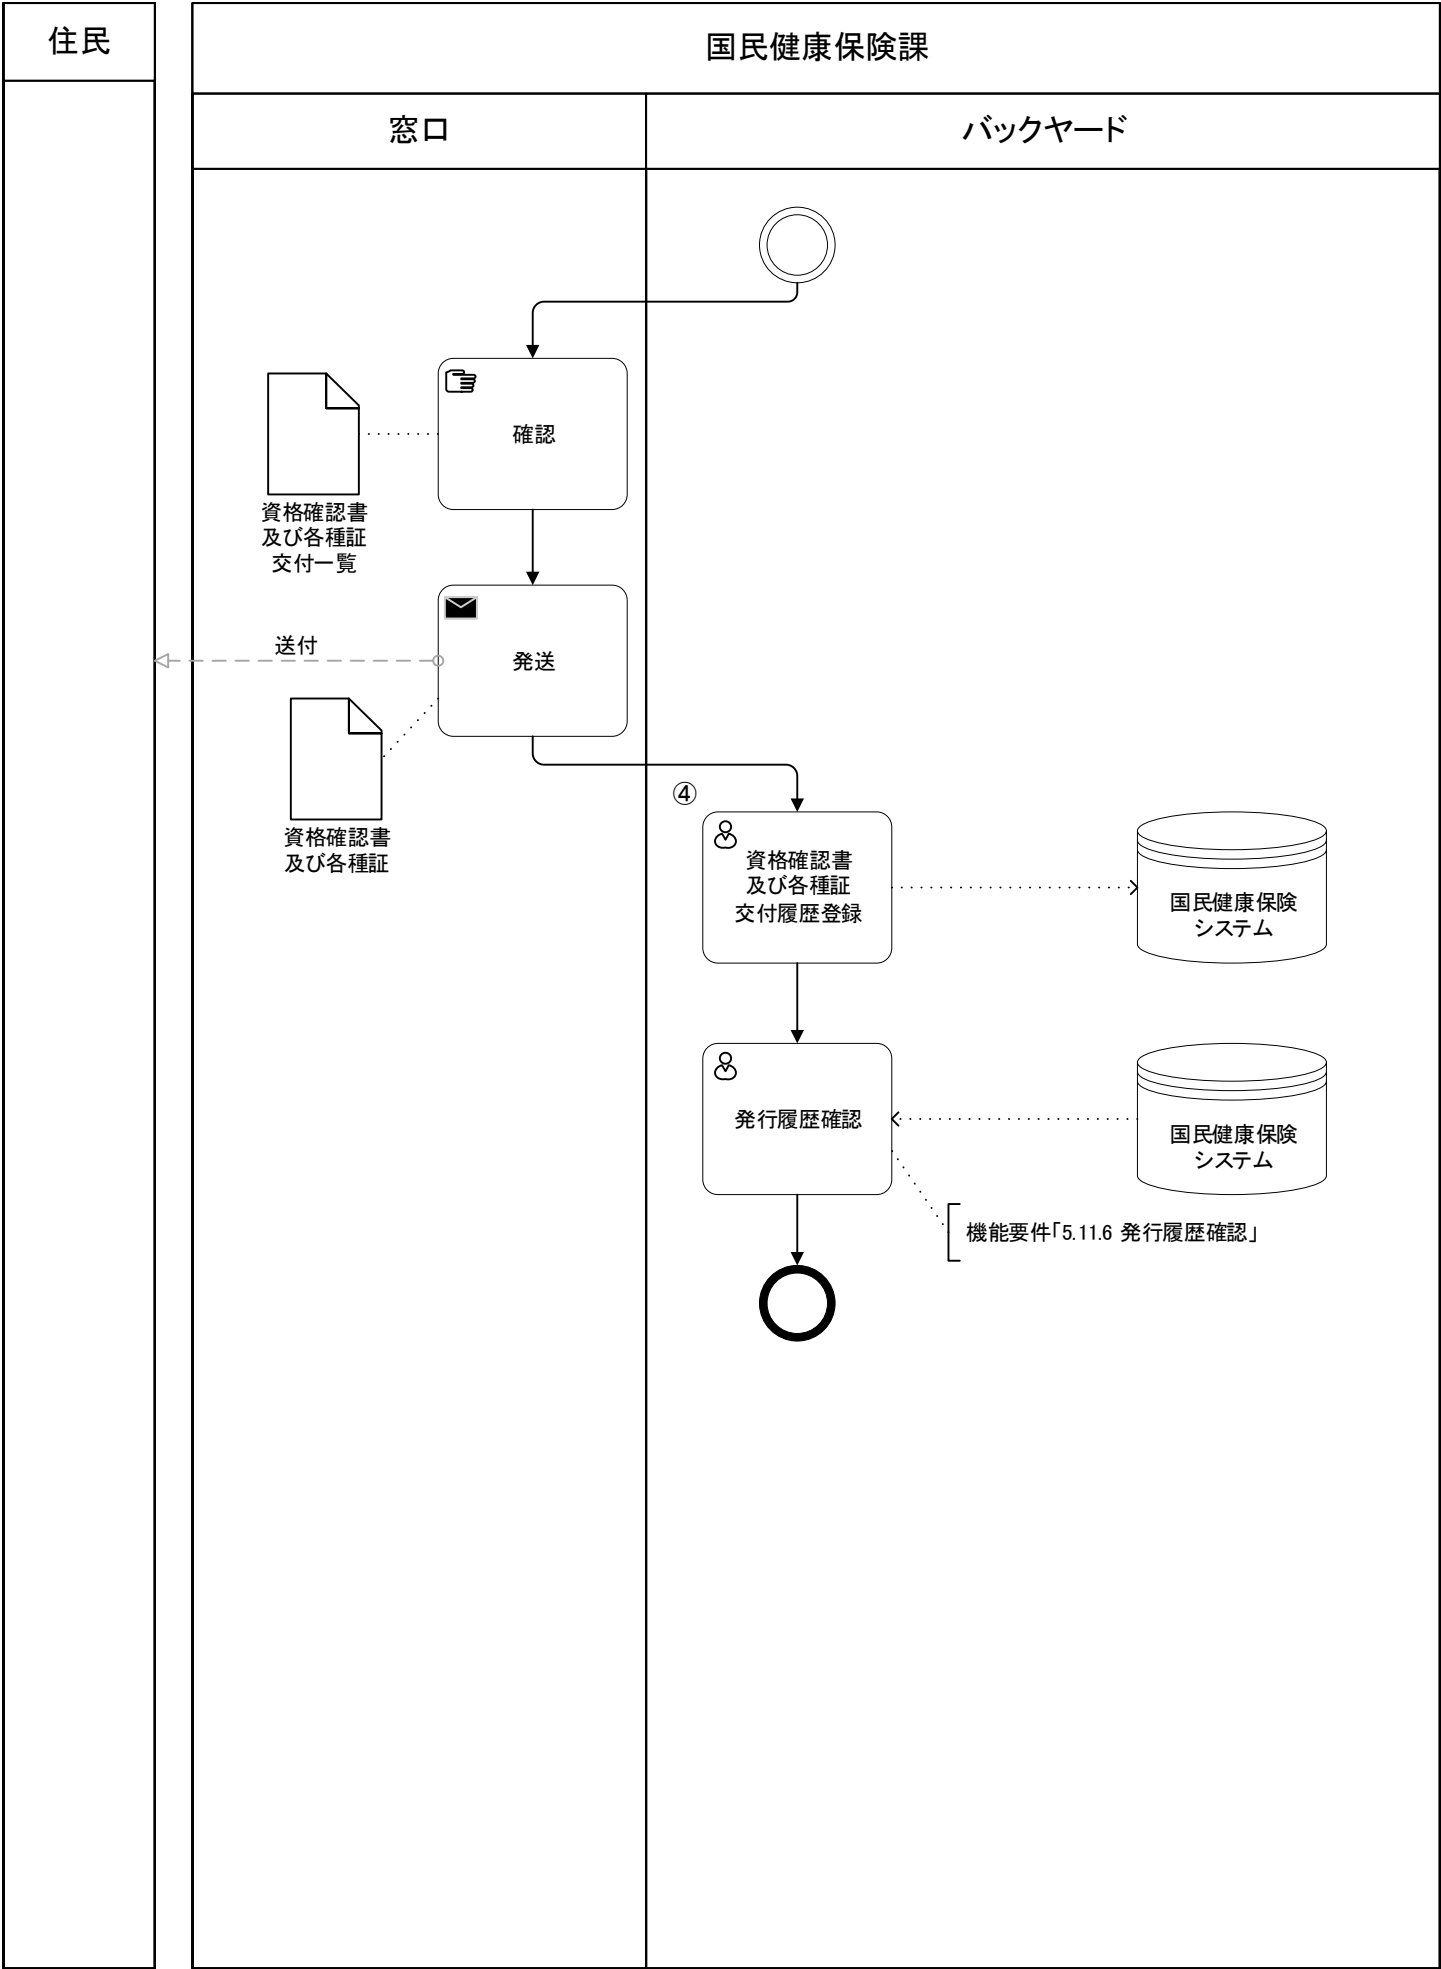 住民
国民健康保険課
窓口
バックヤード
確認
資格確認書
及び各種証
交付一覧
送付
発送
資格確認書
及び各種証
④
資格確認書
及び各種証
交付履歴登録
国民健康保険
システム
発行履歴確認
国民健康保険
システム
機能要件「5.11.6 発行履歴確認」